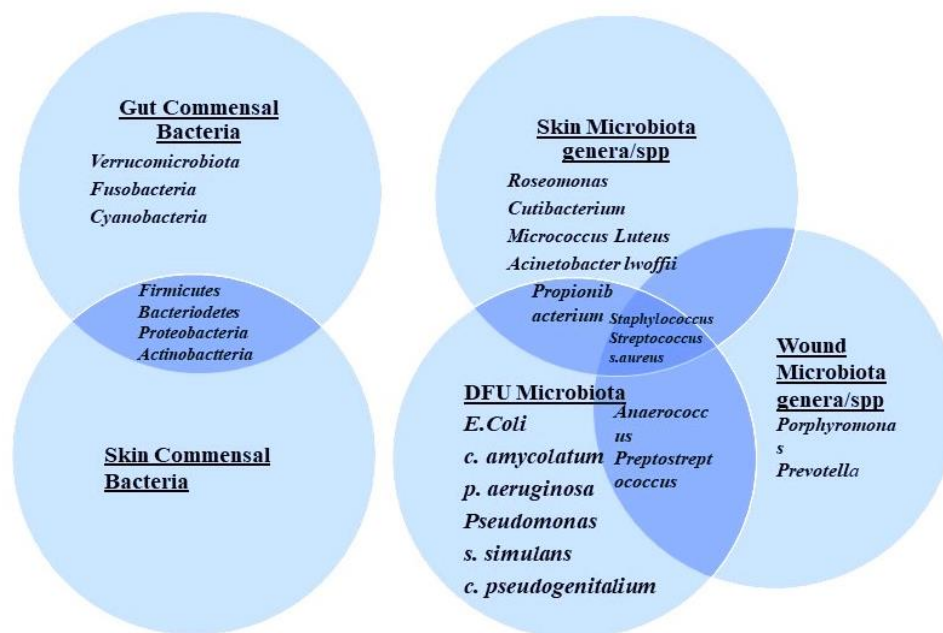 Gut Commensal
Bacteria
Verrucomicrobiota
Fusobacteria
Cyanobacteria
Firmicutes
Bacteriodetes
Proteobacteria
Actinobactteria
Skin Commensal
Bacteria
Skin Microbiota
genera/spp
Roseomonas
Cutibacterium
Micrococcus Luteus
Acinetobacter lwoffii
Propionib
acterium
Staphylococcus
Streptococcus
s.aureus
DFU Microbiota
E.Coli
c. amycolatum
p. aeruginosa
Pseudomonas
s. simulans
c. pseudogenitalium
Anaerococc
us
Preptostrept
ococcus
Wound
Microbiota
genera/spp
Porphyromona
s
Prevotella